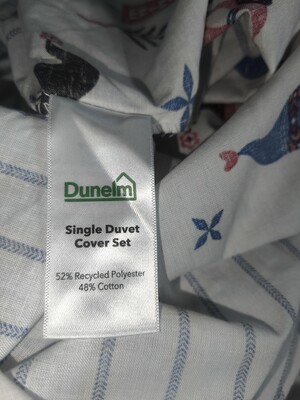 Dunelm
Single Duvet
Cover Set
52% Recycled Polyester
48% Cotton